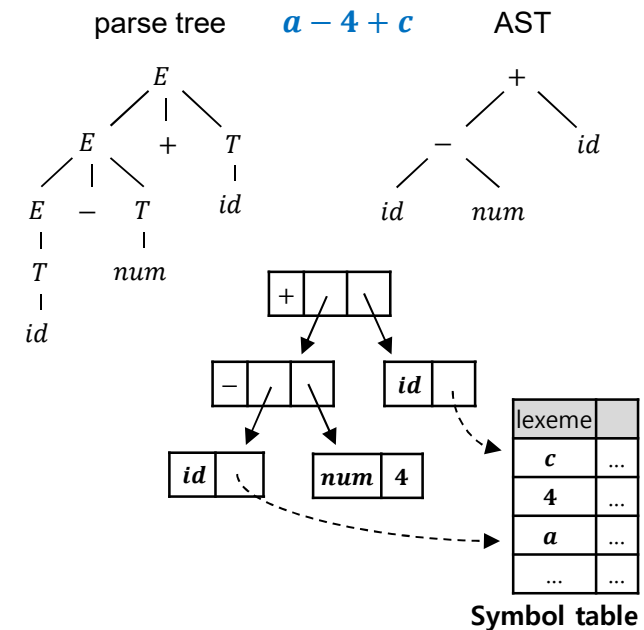 parse tree a − 4 + c AST
E +
E + T − id
E − T id id num
T num
id
+
− id
id num 4
lexeme
c ...
4 ...
a ...
... ...
Symbol table